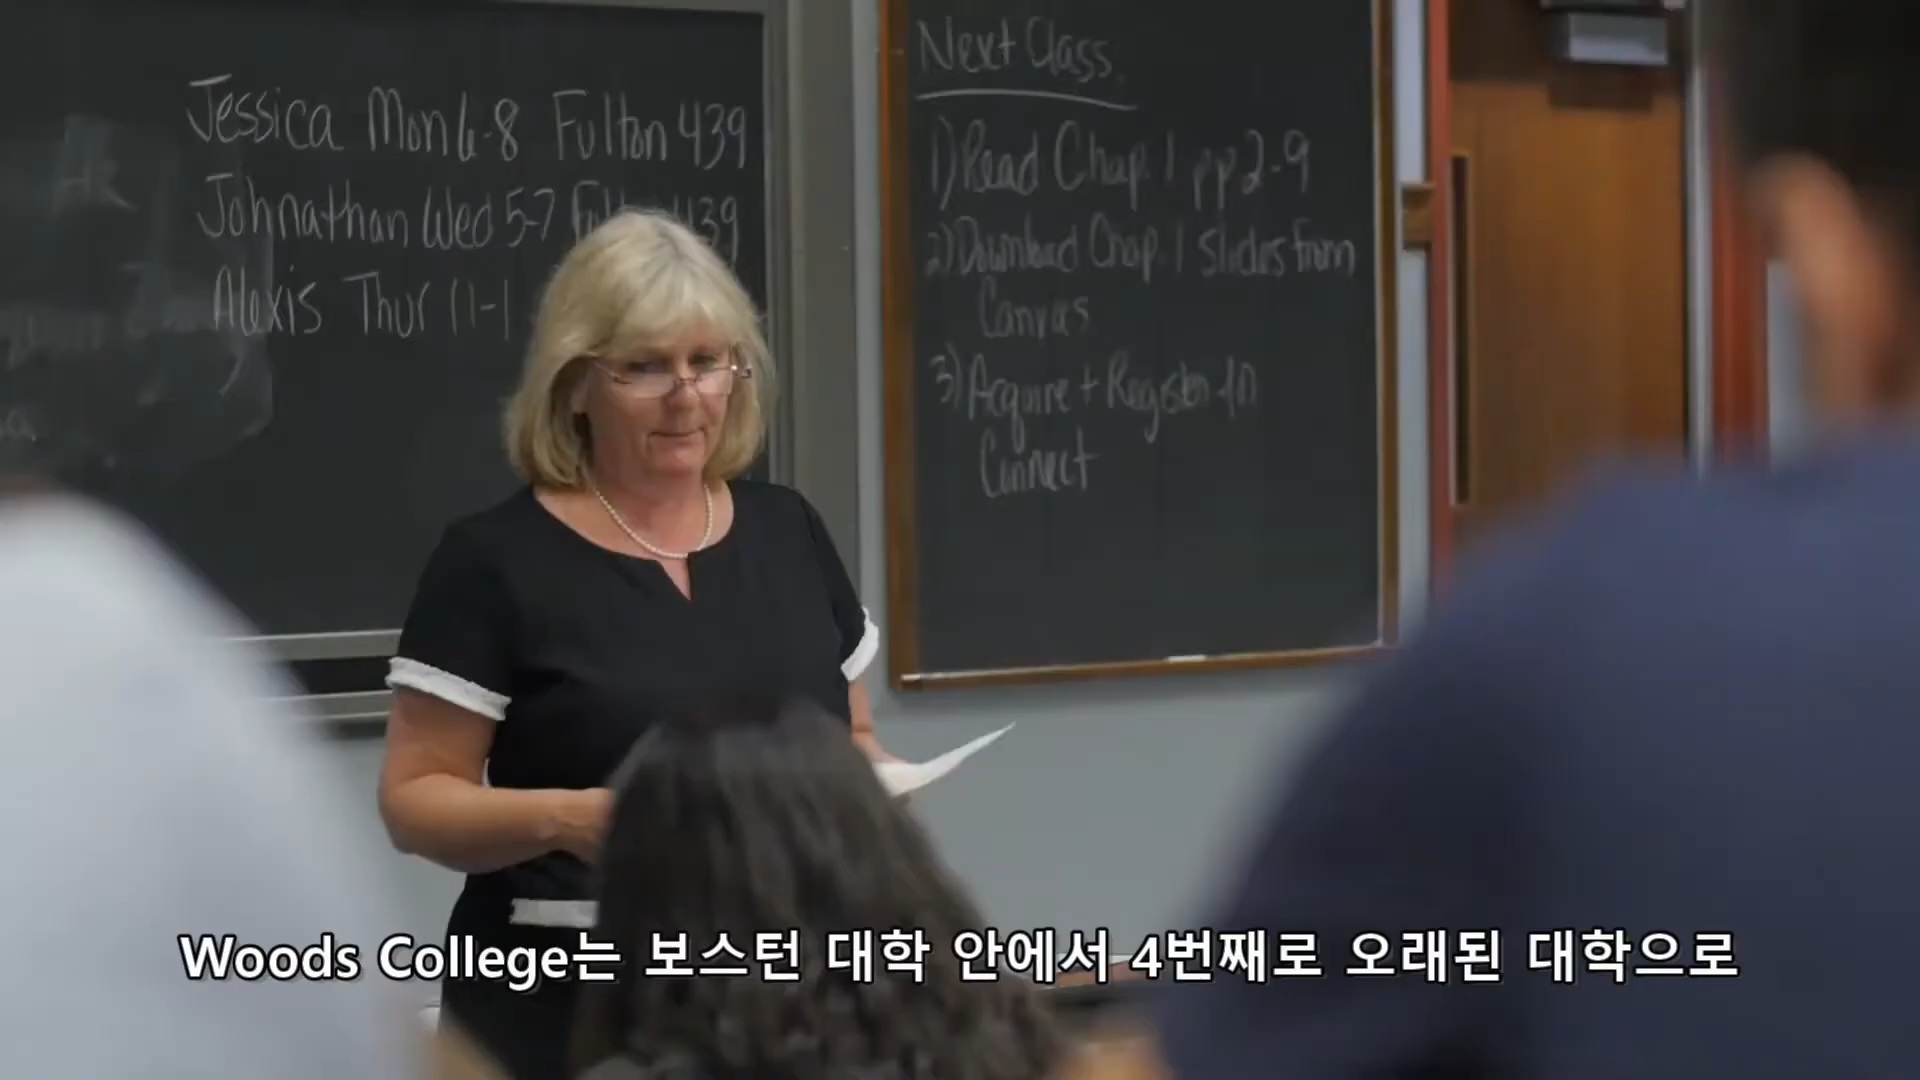 Jessica Mon 6-8 Fulton 439
Johnathan Wed 5-7 439
Alexis Thur 11-1
Next Class
1) Read Chap. 1 pp 2-9
2) Download Chap. 1 slides from
Canvas
3) Acquire + Register in
Connect
Woods College는 보스턴 대학 안에서 4번째로 오래된 대학으로